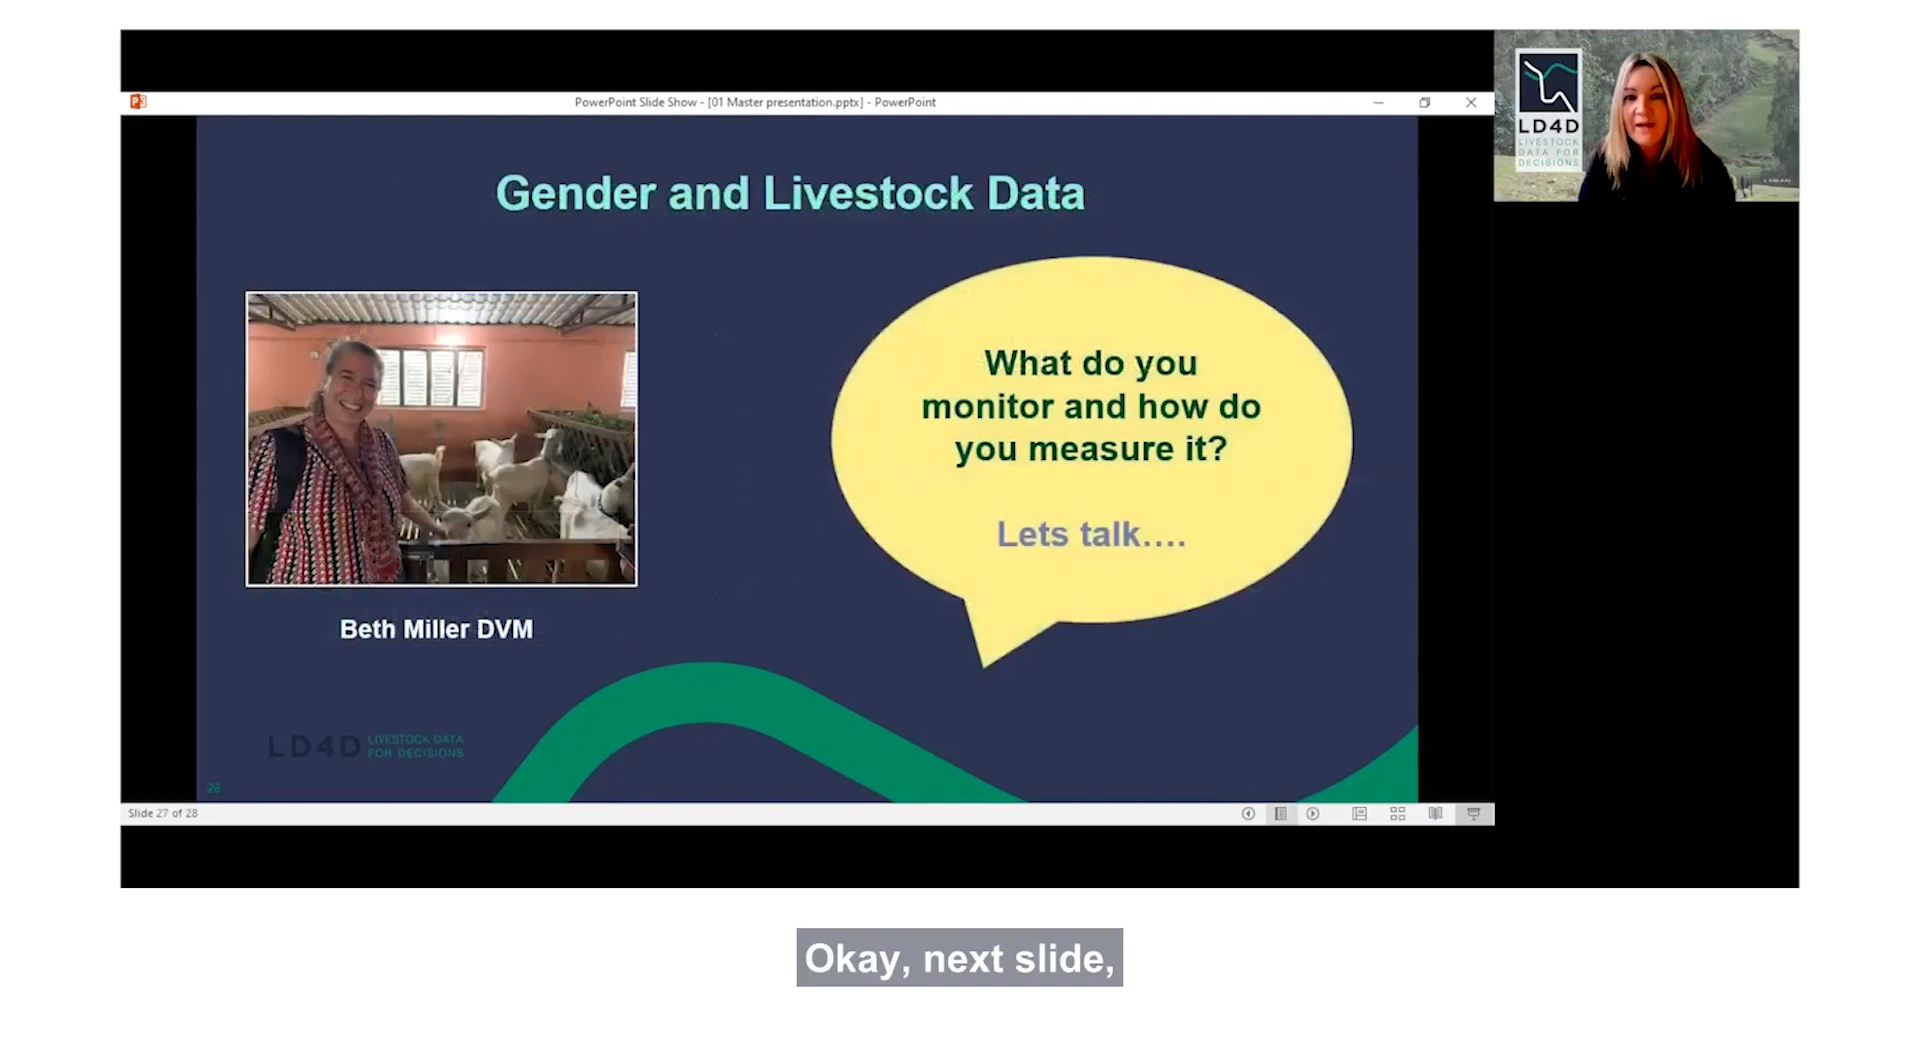 PowerPoint Slide Show - [01 Master presentation.pptx] - PowerPoint
LD4D
LIVESTOCK
DATA FOR
DECISIONS
Gender and Livestock Data
What do you
monitor and how do
you measure it?
Lets talk....
Beth Miller DVM
LD4D LIVESTOCK DATA
FOR DECISIONS
Slide 27 of 28
Okay, next slide,